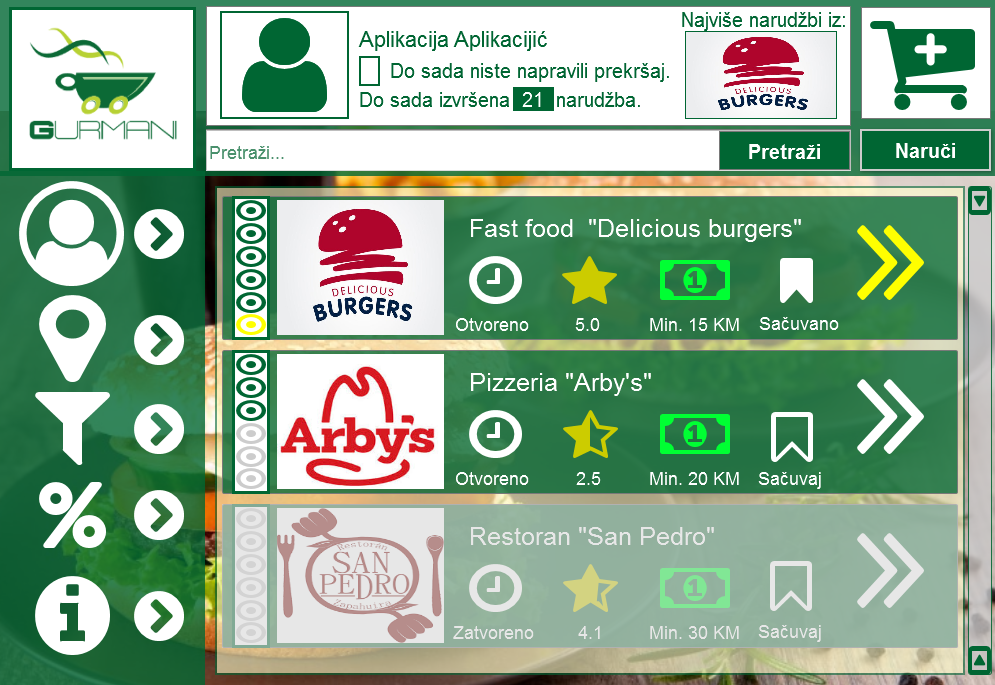 GURMANI
Aplikacija Aplikacijić
Do sada niste napravili prekršaj.
Do sada izvršena 21 narudžba.
Najviše narudžbi iz:
DELICIOUS
BURGERS
Pretraži...
Pretraži
Naruči
%
DELICIOUS
BURGERS
Fast food "Delicious burgers"
1
Otvoreno 5.0 Min. 15 KM Sačuvano
Arby's
Pizzeria "Arby's"
1
Otvoreno 2.5 Min. 20 KM Sačuvaj
Restoran
SAN
PEDRO
Zapahuira
Restoran "San Pedro"
1
Zatvoreno 4.1 Min. 30 KM Sačuvaj